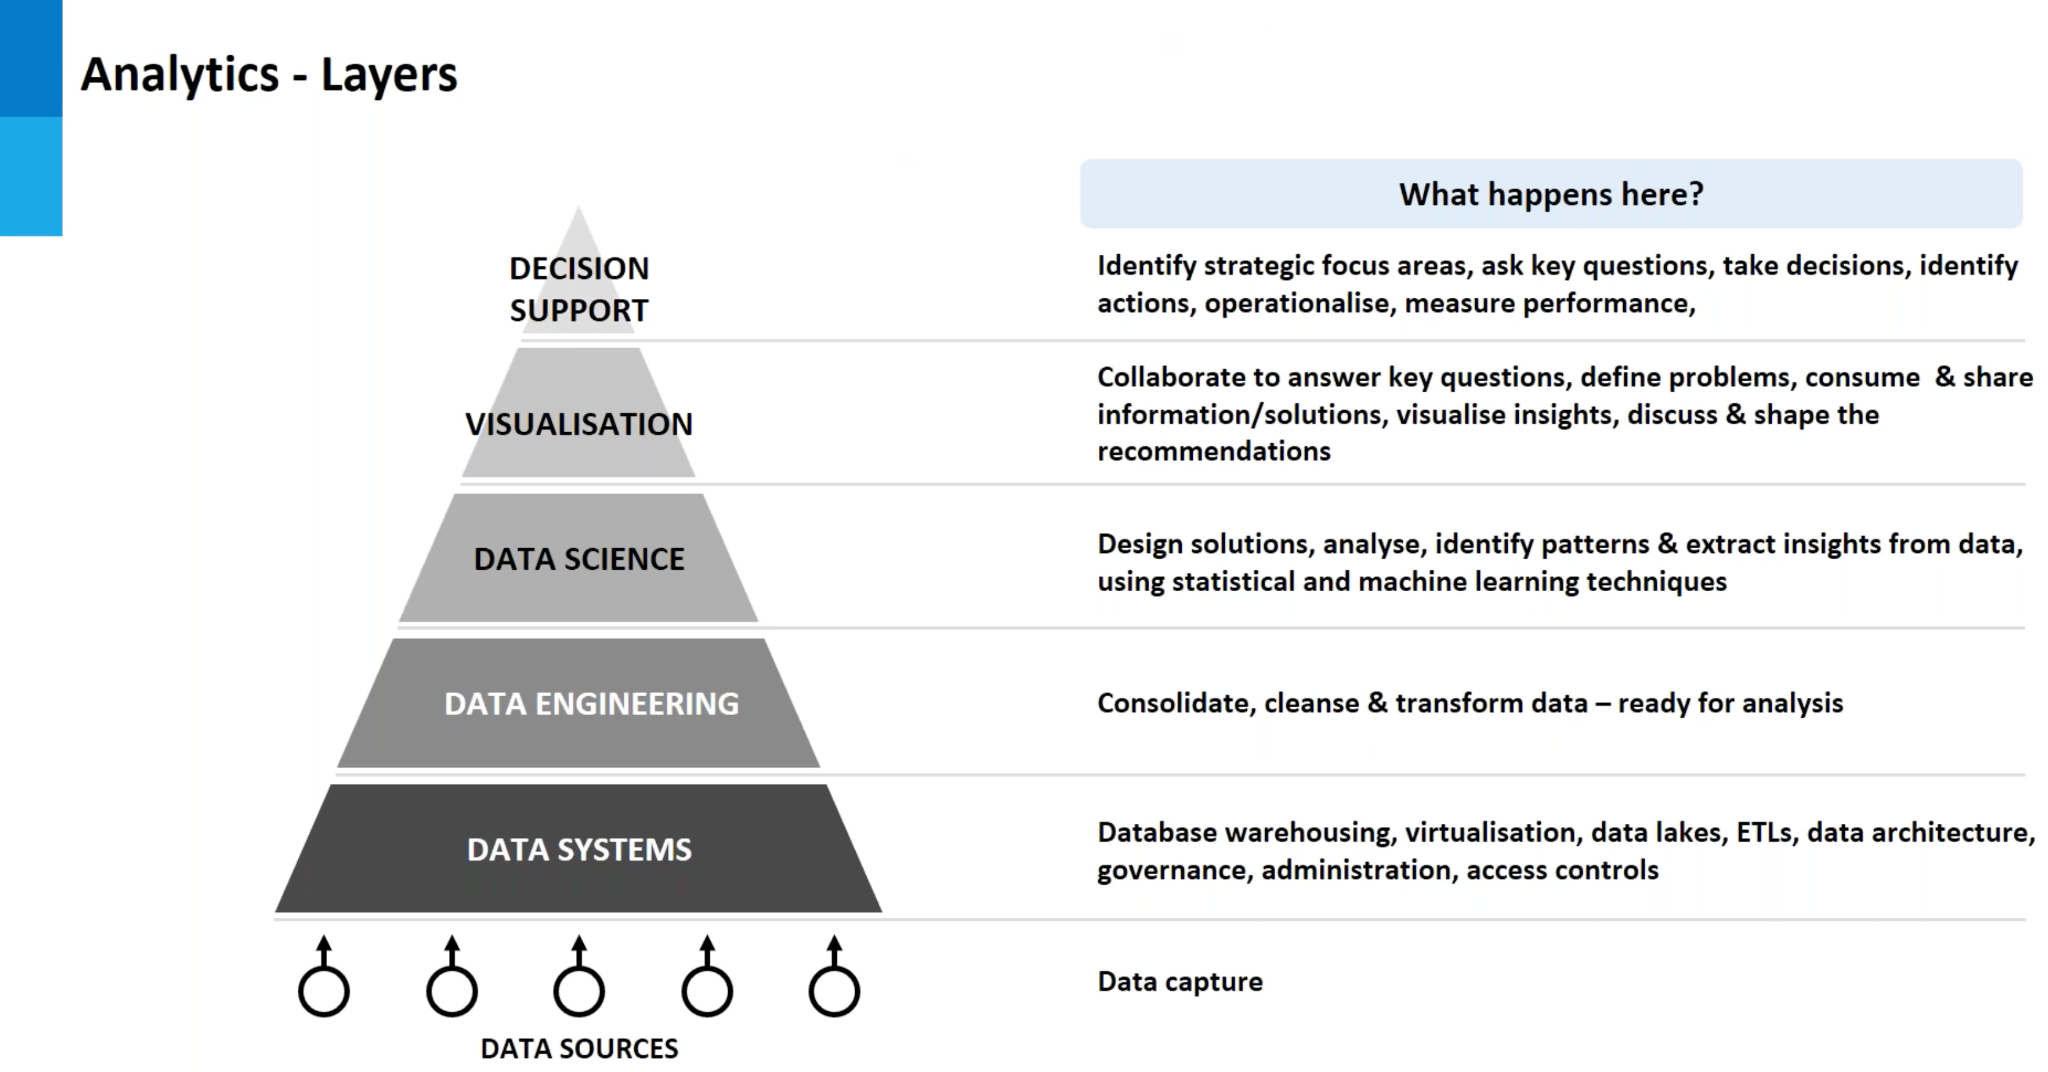 Analytics - Layers
What happens here?
DECISION
SUPPORT
Identify strategic focus areas, ask key questions, take decisions, identify
actions, operationalise, measure performance,
VISUALISATION
Collaborate to answer key questions, define problems, consume  & share
information/solutions, visualise insights, discuss & shape the
recommendations
DATA SCIENCE
Design solutions, analyse, identify patterns & extract insights from data,
using statistical and machine learning techniques
DATA ENGINEERING
Consolidate, cleanse & transform data – ready for analysis
DATA SYSTEMS
Database warehousing, virtualisation, data lakes, ETLs, data architecture,
governance, administration, access controls
DATA SOURCES
Data capture